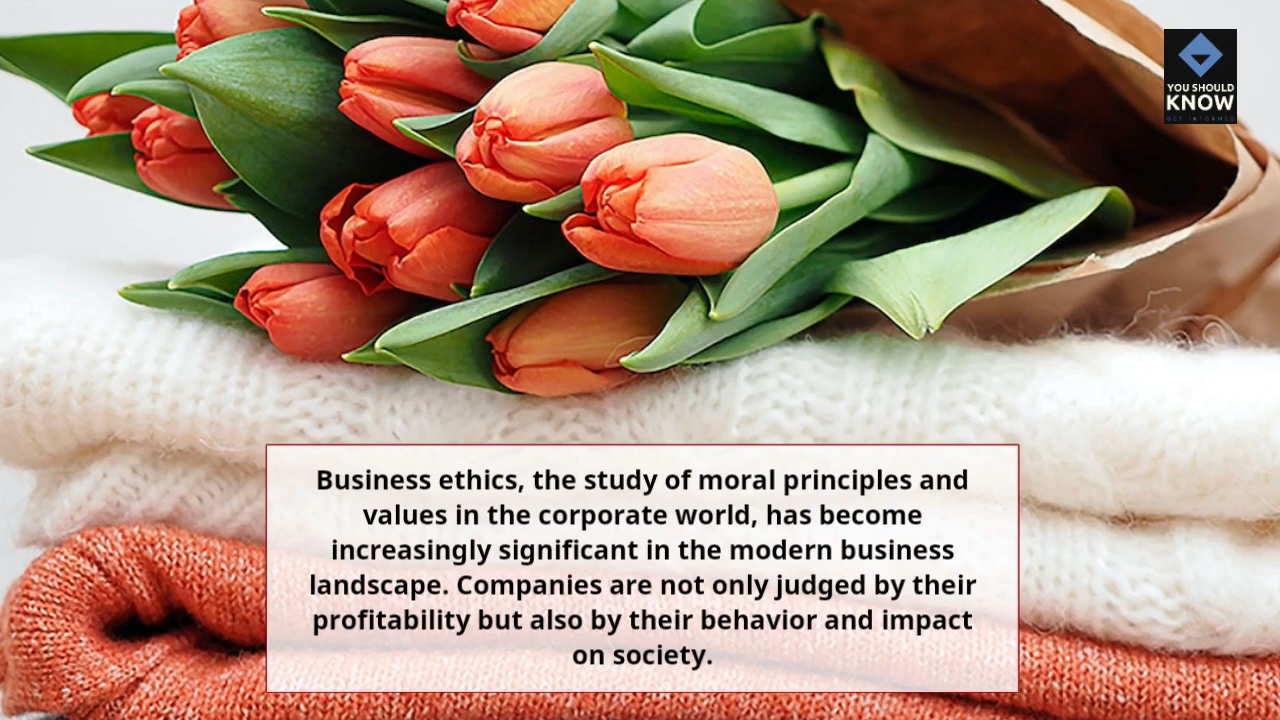 YOU SHOULD
KNOW
GET INFORMED
Business ethics, the study of moral principles and
values in the corporate world, has become
increasingly significant in the modern business
landscape. Companies are not only judged by their
profitability but also by their behavior and impact
on society.